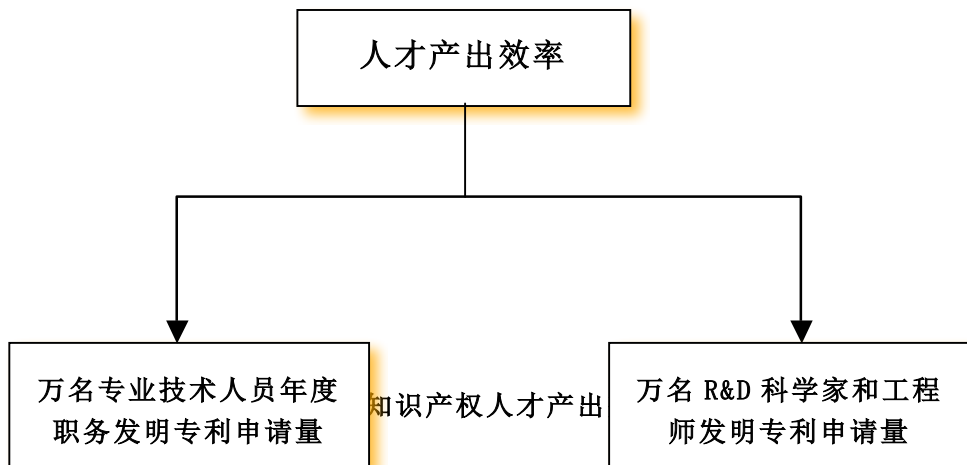 人才产出效率
万名专业技术人员年度
职务发明专利申请量
知识产权人才产出
万名 R&D 科学家和工程
师发明专利申请量